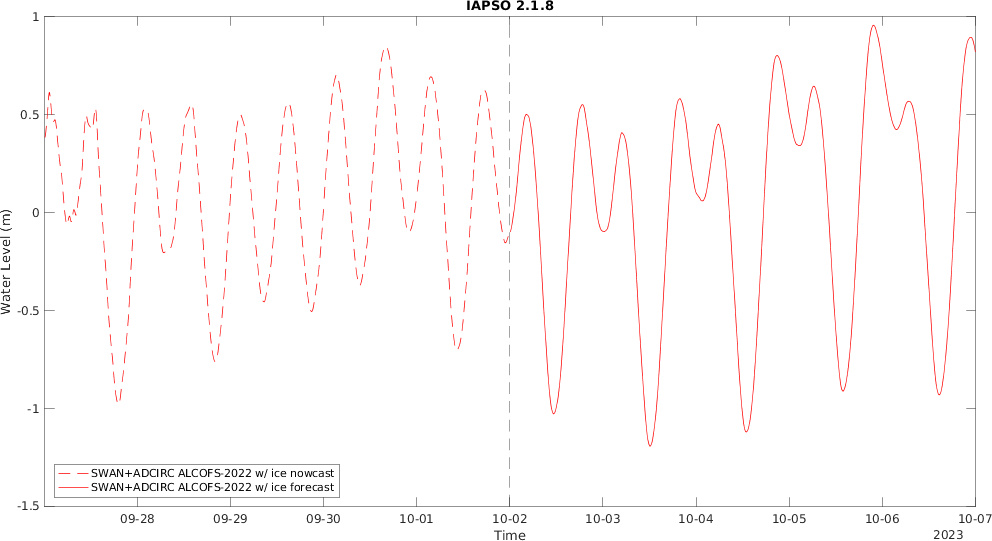 IAPSO 2.1.8
1
0.5
0
-0.5
-1
-1.5
Water Level (m)
SWAN+ADCIRC ALCOFS-2022 w/ ice nowcast
SWAN+ADCIRC ALCOFS-2022 w/ ice forecast
09-28 09-29 09-30 10-01 10-02 10-03 10-04 10-05 10-06 10-07
Time
2023